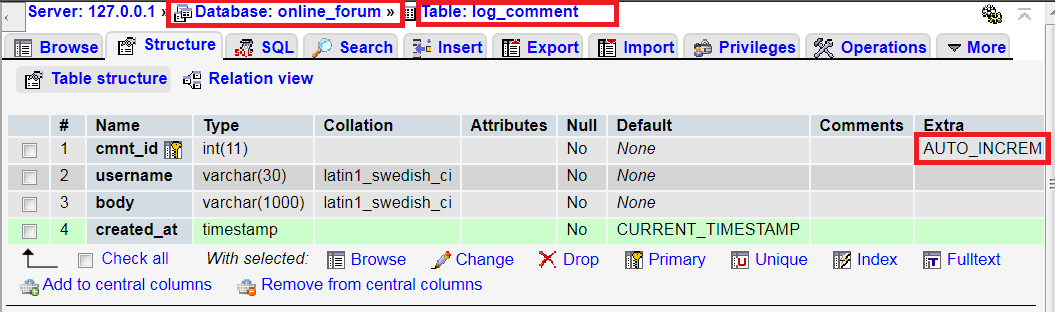 Server: 127.0.0.1 » Database: online_forum » Table: log_comment
Browse Structure SQL Search Insert Export Import Privileges Operations More
Table structure Relation view
# Name Type Collation Attributes Null Default Comments Extra
1 cmnt_id int(11) No None AUTO_INCREM
2 username varchar(30) latin1_swedish_ci No None
3 body varchar(1000) latin1_swedish_ci No None
4 created_at timestamp No CURRENT_TIMESTAMP
Check all With selected: Browse Change Drop Primary Unique Index Fulltext
Add to central columns Remove from central columns